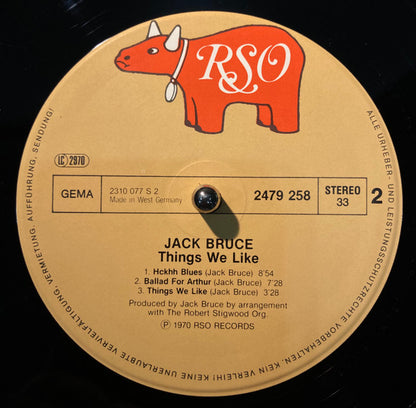 RSO
LC 2970
GEMA
2310 077 S 2
Made in West Germany
2479 258
STEREO
33
2
JACK BRUCE
Things We Like
1. Hckhh Blues (Jack Bruce) 8'54
2. Ballad For Arthur (Jack Bruce) 7'28
3. Things We Like (Jack Bruce) 3'28
Produced by Jack Bruce by arrangement
with The Robert Stigwood Org.
Ⓟ 1970 RSO RECORDS
ALLE URHEBER- UND LEISTUNGSSCHUTZRECHTE VORBEHALTEN. KEIN VERLEIH! KEINE UNERLAUBTE VERVIELFÄLTIGUNG, VERMIETUNG, AUFFÜHRUNG, SENDUNG!